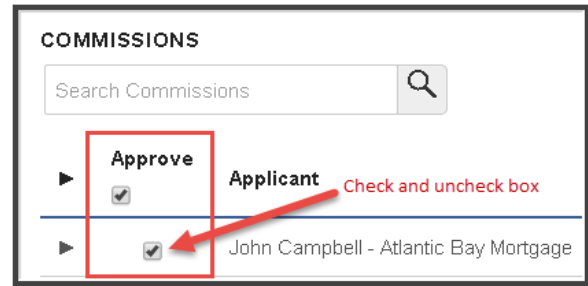 COMMISSIONS
Search Commissions
Approve
Applicant
Check and uncheck box
John Campbell - Atlantic Bay Mortgage